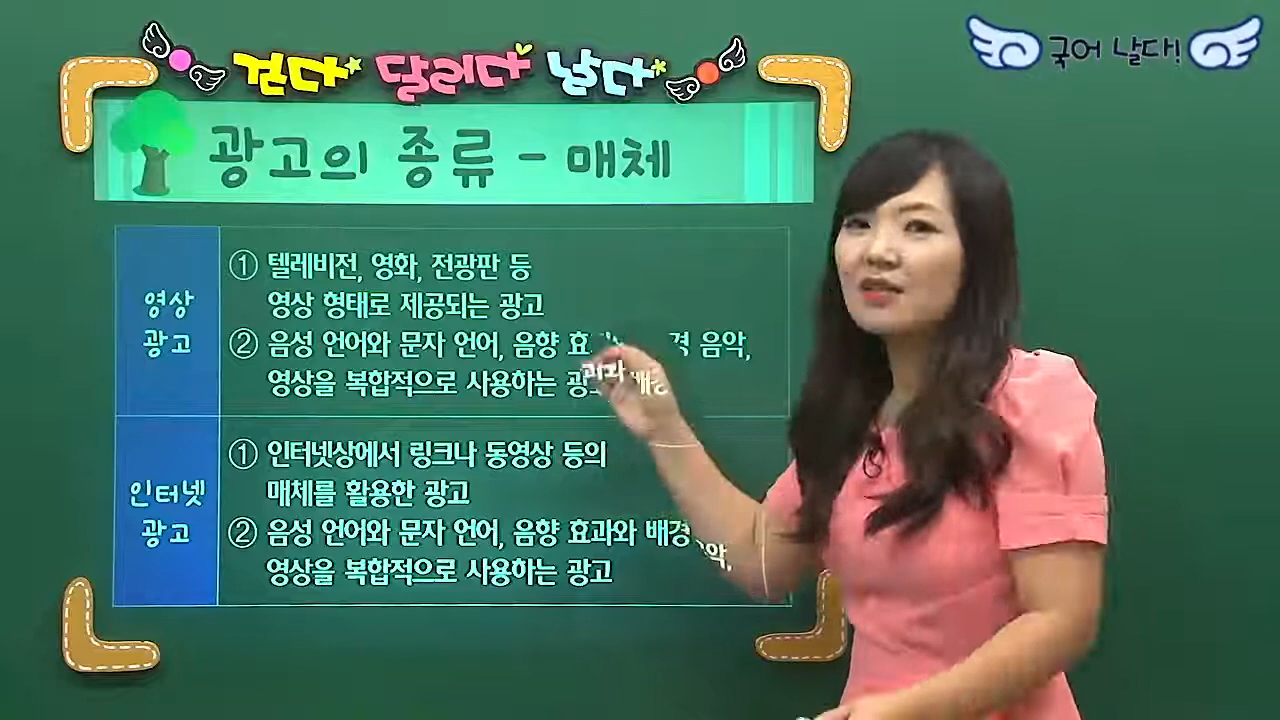 걷다 달리다 날다
국어 날다!
광고의 종류 - 매체
영상
광고
① 텔레비전, 영화, 전광판 등
영상 형태로 제공되는 광고
② 음성 언어와 문자 언어, 음향 음악,
영상을 복합적으로 사용하는
인터넷
광고
① 인터넷상에서 링크나 동영상 등의
매체를 활용한 광고
② 음성 언어와 문자 언어, 음향 효과와 배경
영상을 복합적으로 사용하는 광고